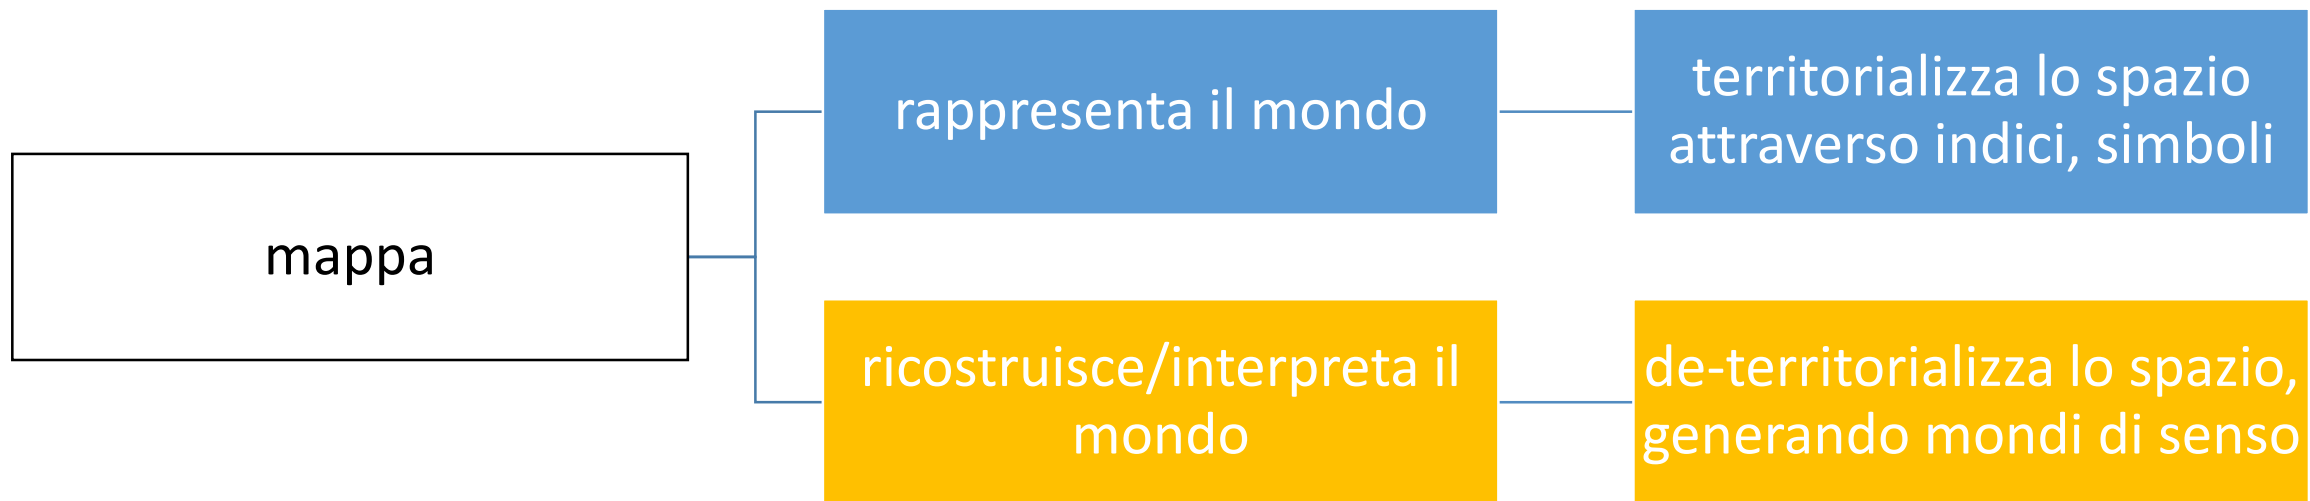 mappa
rappresenta il mondo
territorializza lo spazio
attraverso indici, simboli
ricostruisce/interpreta il
mondo
de-territorializza lo spazio,
generando mondi di senso